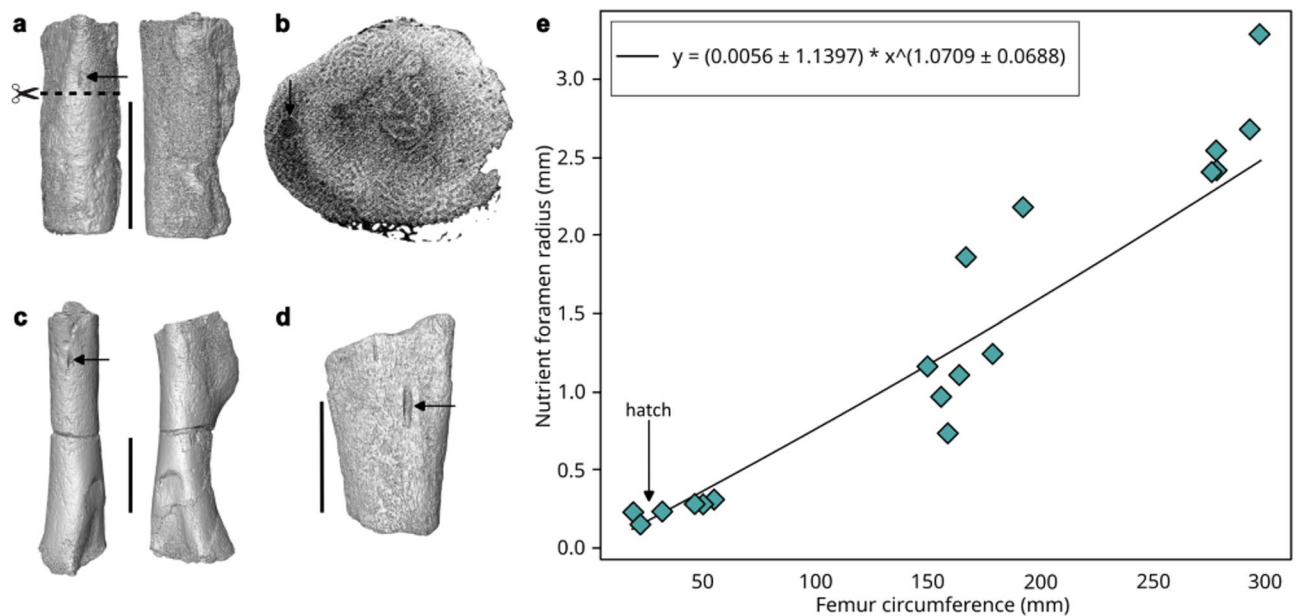 a
b
c
d
e
y = (0.0056 ± 1.1397) * x^(1.0709 ± 0.0688)
Nutrient foramen radius (mm)
3.0
2.5
2.0
1.5
1.0
0.5
0.0
hatch
50 100 150 200 250 300
Femur circumference (mm)